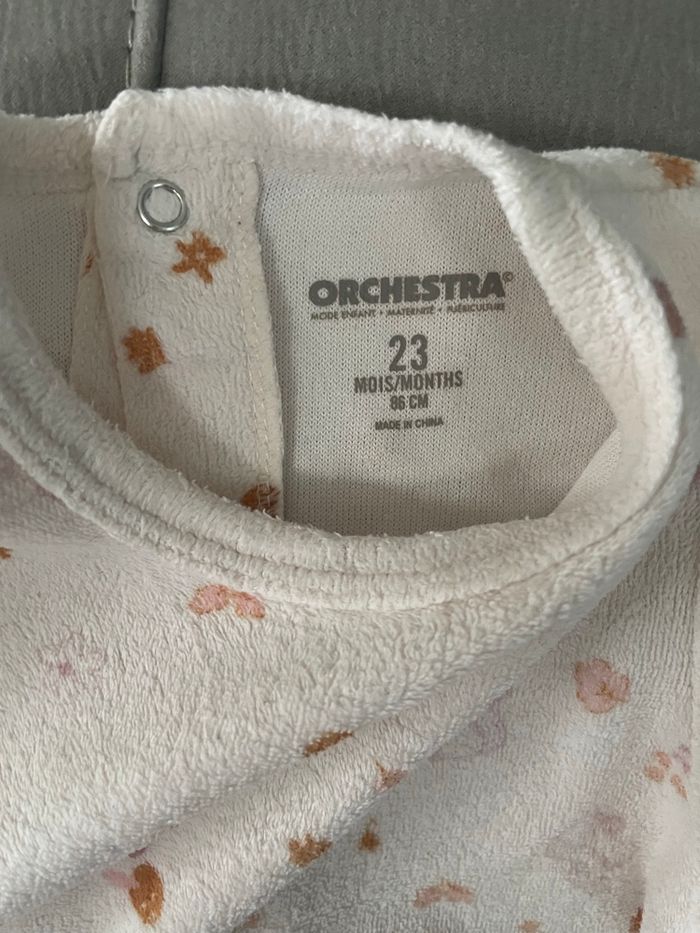 ORCHESTRA®
MODE ENFANT • MATERNITÉ • PUÉRICULTURE
23
MOIS/MONTHS
86 CM
MADE IN CHINA